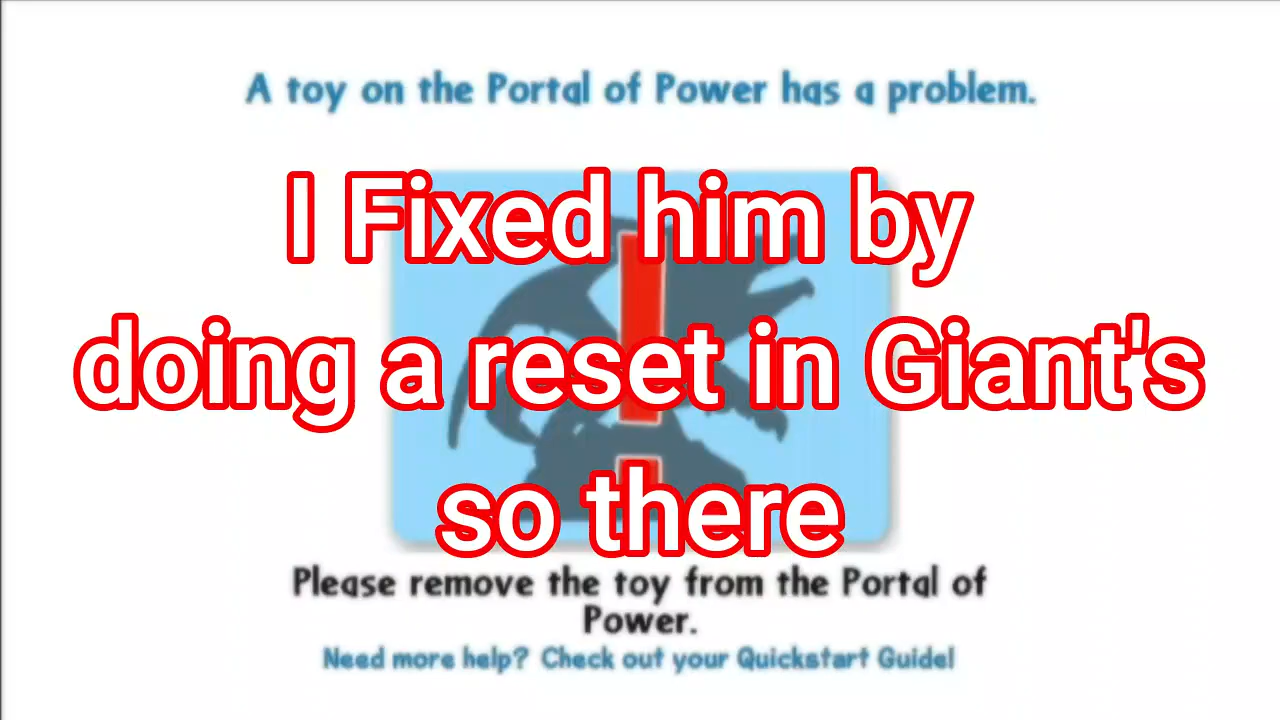 A toy on the Portal of Power has a problem.
I Fixed him by
doing a reset in Giant's
so there
Please remove the toy from the Portal of
Power.
Need more help? Check out your Quickstart Guide!